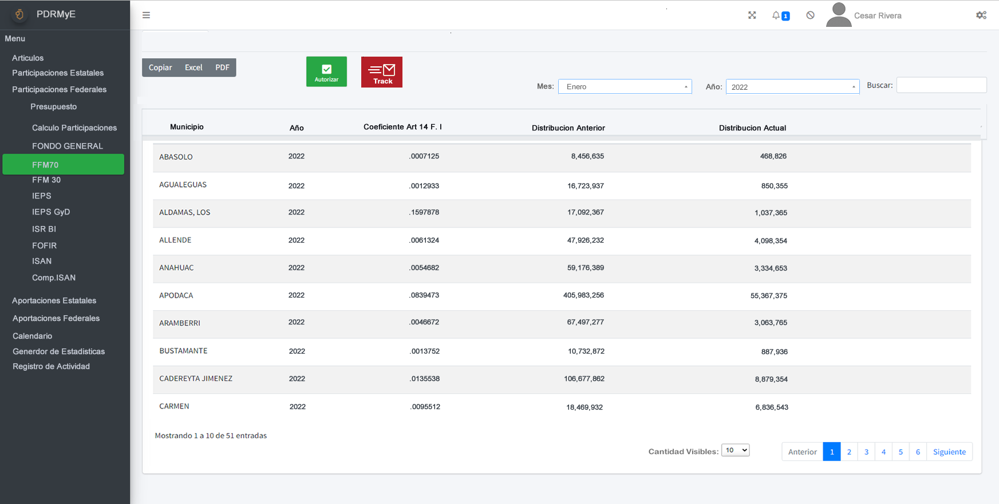 PDRMyE
1
Cesar Rivera
Menu
Articulos
Participaciones Estatales
Participaciones Federales
Presupuesto
Calculo Participaciones
FONDO GENERAL
FFM70
FFM 30
IEPS
IEPS GyD
ISR BI
FOFIR
ISAN
Comp.ISAN
Aportaciones Estatales
Aportaciones Federales
Calendario
Generdor de Estadisticas
Registro de Actividad
Copiar Excel PDF
Autorizar
Track
Mes: Enero Año: 2022 Buscar:
Municipio Año Coeficiente Art 14 F. I Distribucion Anterior Distribucion Actual
ABASOLO 2022 .0007125 8,456,635 468,826
AGUALEGUAS 2022 .0012933 16,723,937 850,355
ALDAMAS, LOS 2022 .1597878 17,092,367 1,037,365
ALLENDE 2022 .0061324 47,926,232 4,098,354
ANAHUAC 2022 .0054682 59,176,389 3,334,653
APODACA 2022 .0839473 405,983,256 55,367,375
ARAMBERRI 2022 .0046672 67,497,277 3,063,765
BUSTAMANTE 2022 .0013752 10,732,872 887,936
CADEREYTA JIMENEZ 2022 .0135538 106,677,862 8,879,354
CARMEN 2022 .0095512 18,469,932 6,836,543
Mostrando 1 a 10 de 51 entradas
Cantidad Visibles: 10
Anterior 1 2 3 4 5 6 Siguiente